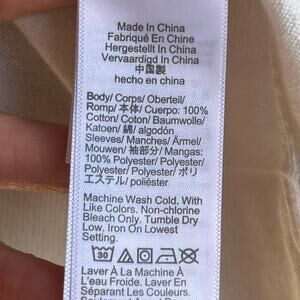 Made In China
Fabriqué En Chine
Hergestellt In China
Vervaardigd In China
中国製
hecho en china
Body/ Corps/ Oberteil/
Romp/ 本体/ Cuerpo: 100%
Cotton/ Coton/ Baumwolle/
Katoen/ 綿/ algodón
Sleeves/ Manches/ Ärmel/
Mouwen/ 袖部分/ Mangas:
100% Polyester/ Polyester/
Polyester/ Polyester/ ポリ
エステル/ poliéster
Machine Wash Cold. With
Like Colors. Non-chlorine
Bleach Only. Tumble Dry
Low. Iron On Lowest
Setting.
30
Laver À La Machine À
L'eau Froide. Laver En
Séparant Les Couleurs.